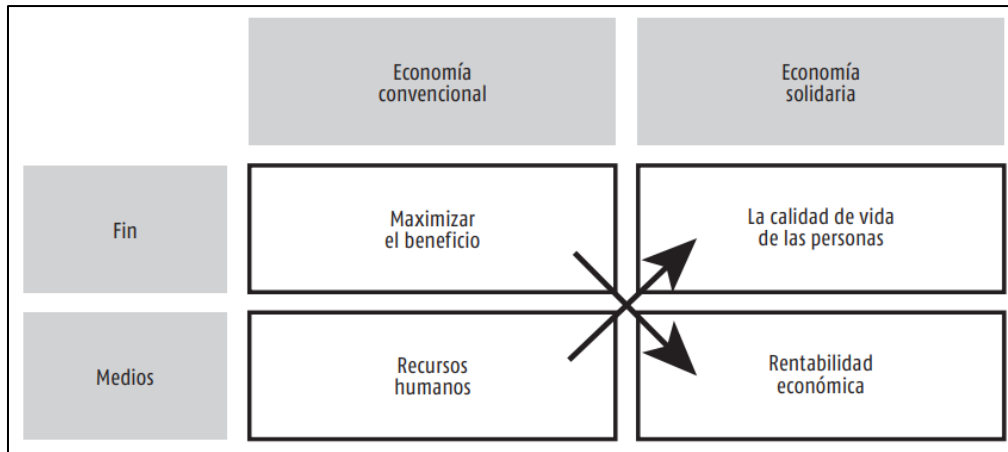 Economía
convencional
Economía
solidaria
Fin
Maximizar
el beneficio
La calidad de vida
de las personas
Medios
Recursos
humanos
Rentabilidad
económica